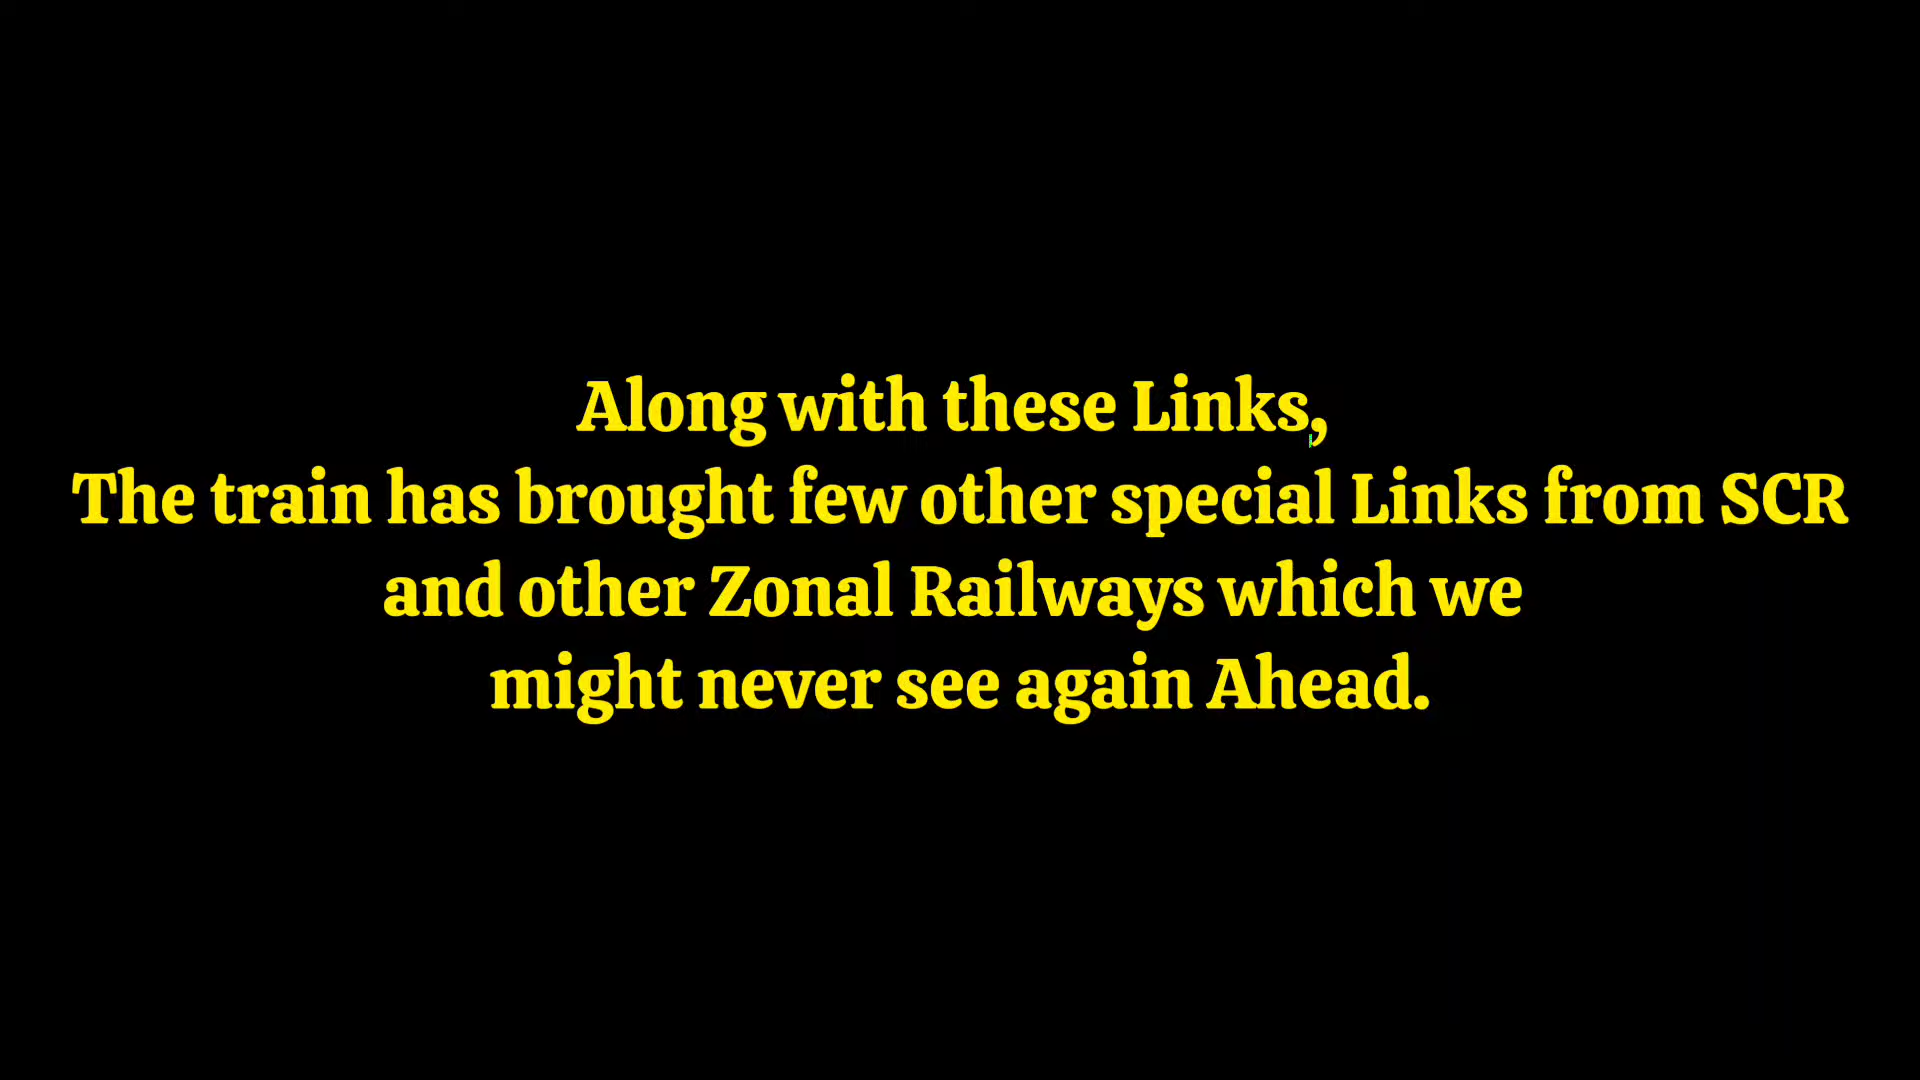 Along with these Links,
The train has brought few other special Links from SCR
and other Zonal Railways which we
might never see again Ahead.